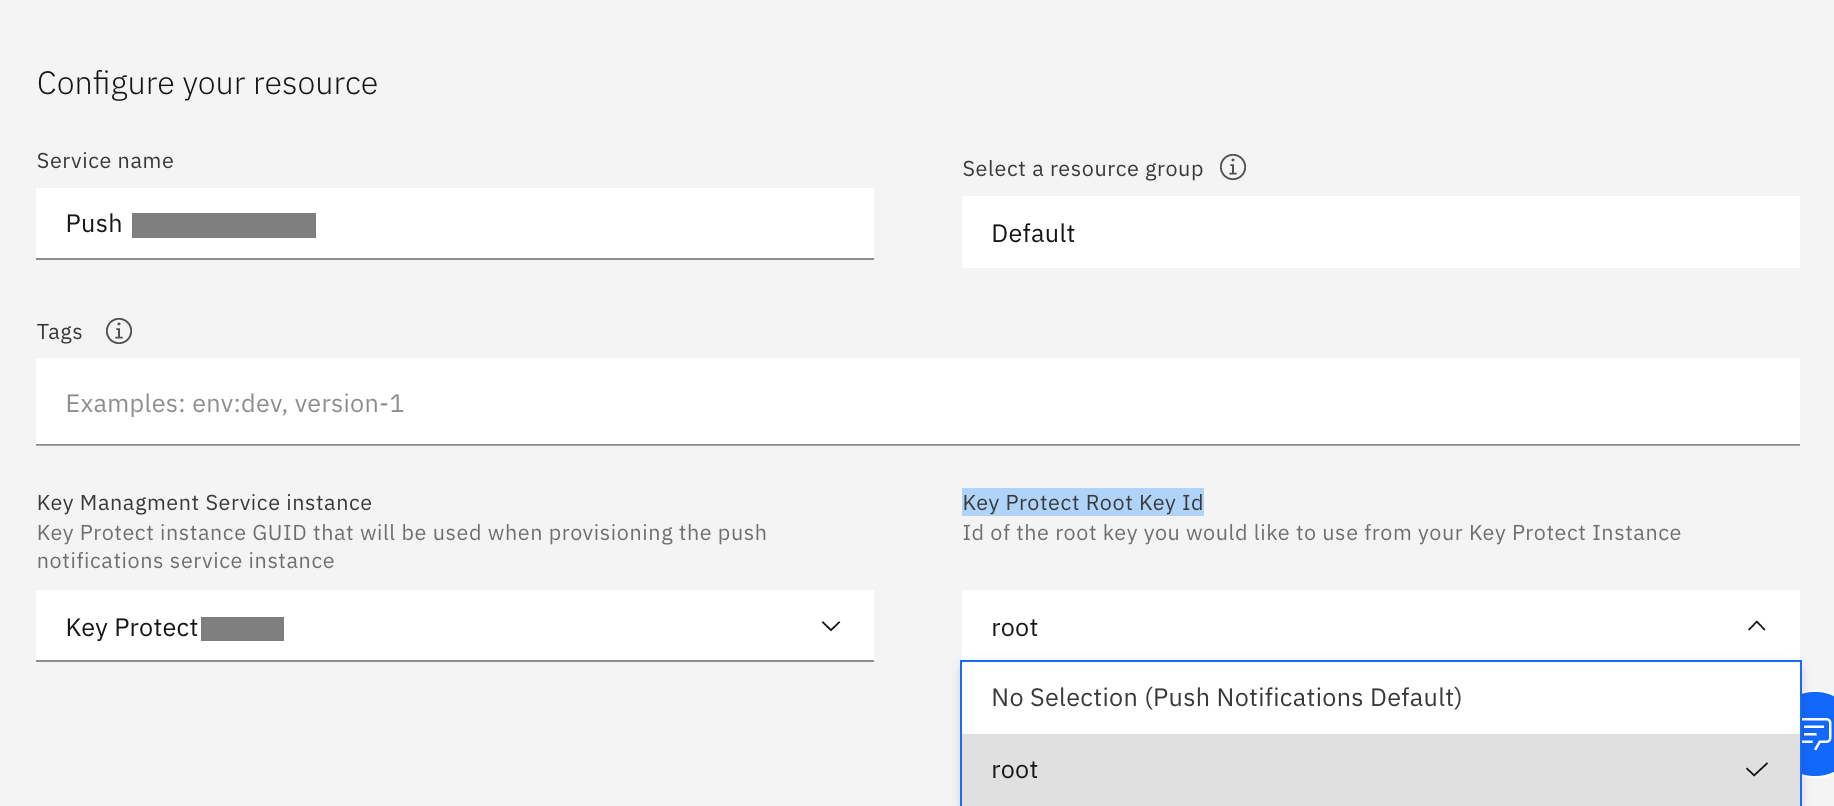 Configure your resource
Service name
Push
Select a resource group
Default
Tags
Examples: env:dev, version-1
Key Managment Service instance
Key Protect instance GUID that will be used when provisioning the push
notifications service instance
Key Protect
Key Protect Root Key Id
Id of the root key you would like to use from your Key Protect Instance
root
No Selection (Push Notifications Default)
root